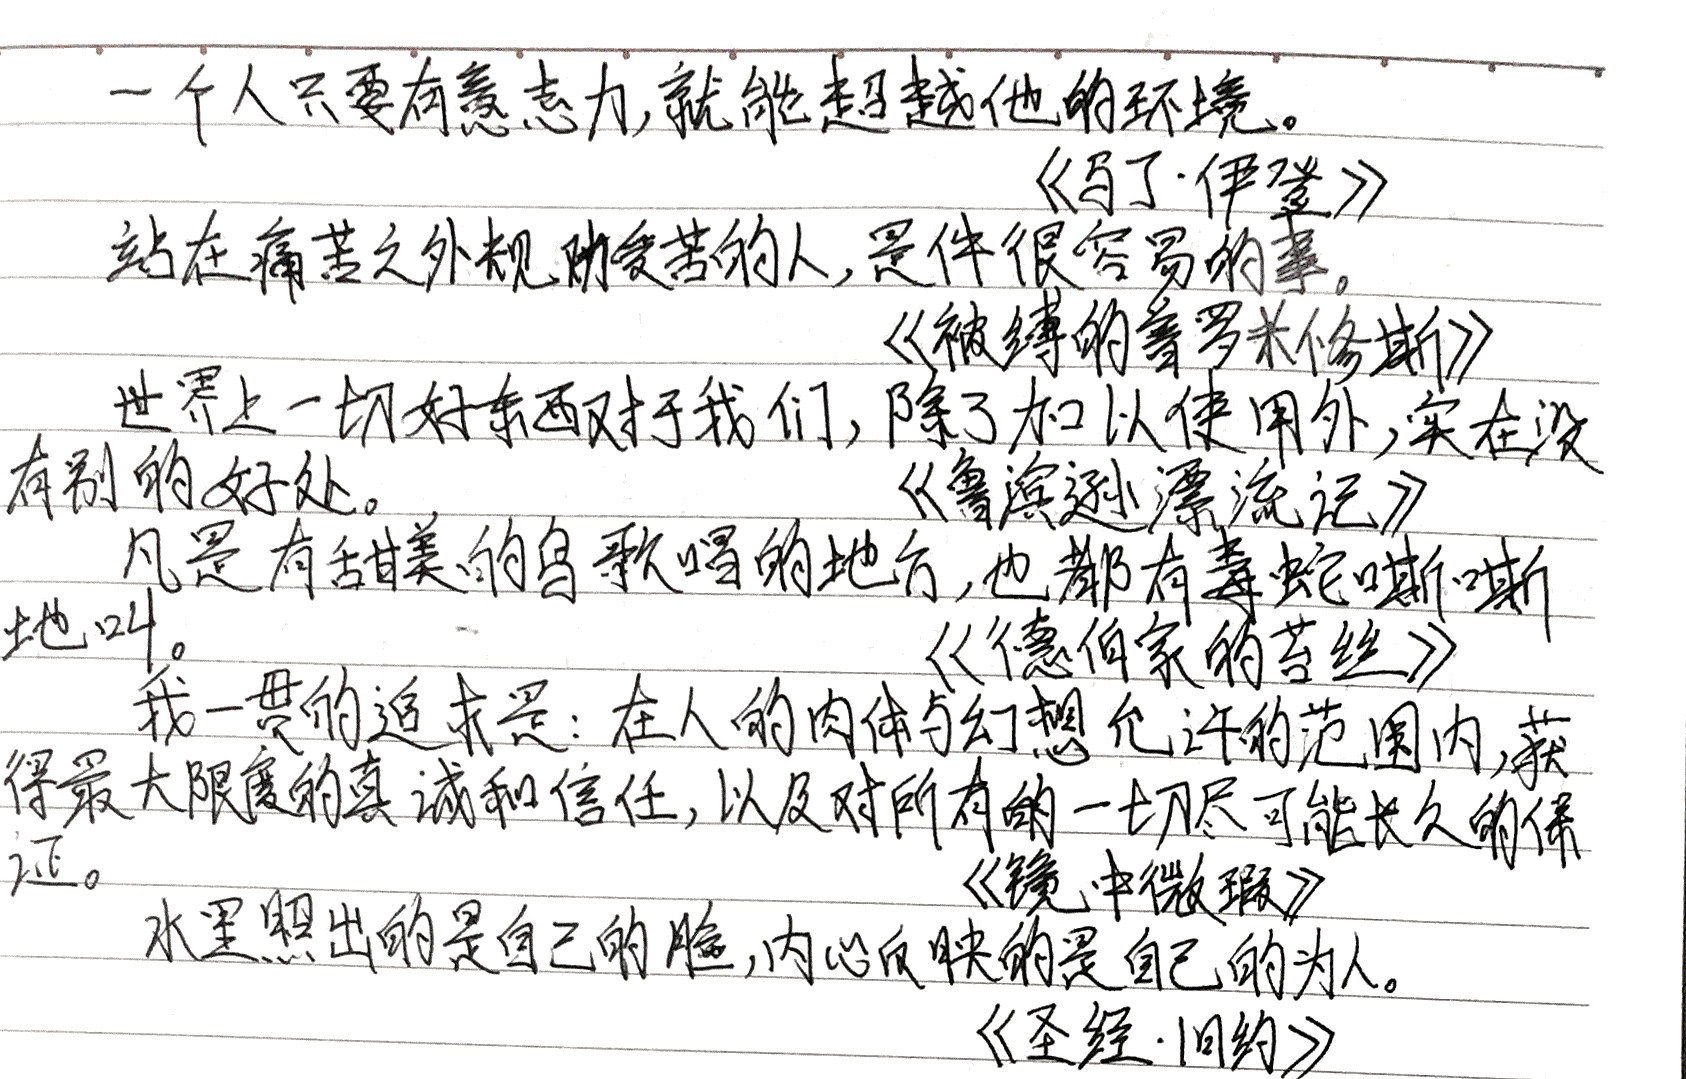 一个人只要有意志力,就能超越他的环境。
《马丁·伊登》
站在痛苦之外规劝受苦的人,是件很容易的事。
《被缚的普罗米修斯》
世界上一切好东西对于我们,除了加以使用外,实在没
有别的好处。 《鲁滨逊漂流记》
凡是有甜美的鸟歌唱的地方,也都有毒蛇嘶嘶
地叫。 《德伯家的苔丝》
我一贯的追求是:在人的肉体与幻想允许的范围内,获
得最大限度的真诚和信任,以及对所有的一切尽可能长久的保
证。 《镜中微瑕》
水里照出的是自己的脸,内心反映的是自己的为人。
《圣经·旧约》